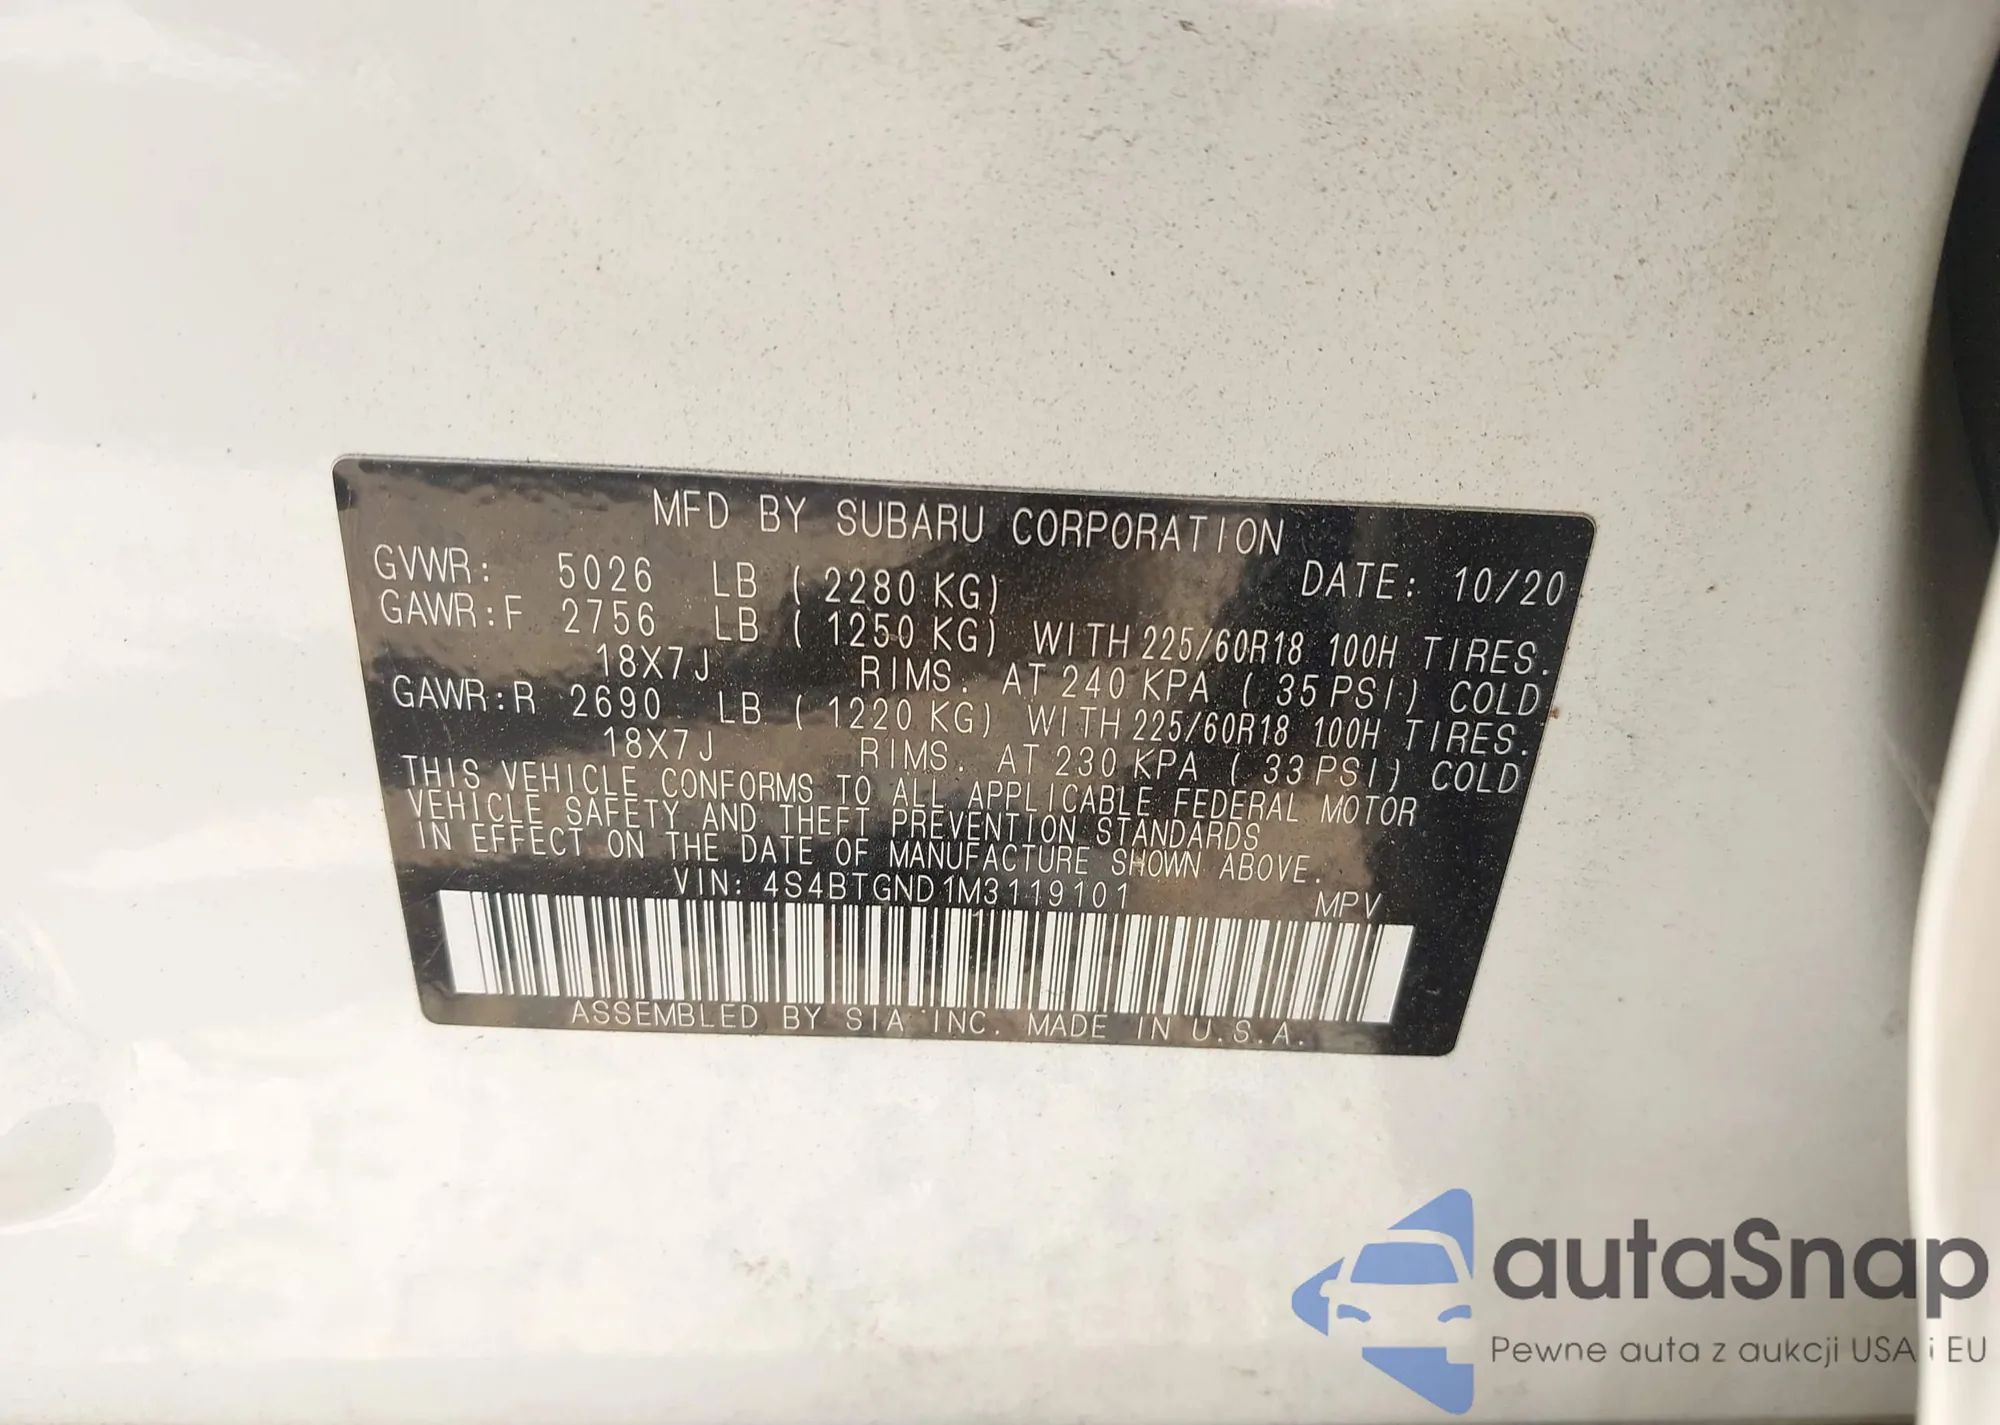 MFD BY SUBARU CORPORATION
GVWR: 5026 LB ( 2280 KG) DATE: 10/20
GAWR:F 2756 LB ( 1250 KG) WITH 225/60R18 100H TIRES.
18X7J RIMS. AT 240 KPA ( 35 PSI) COLD
GAWR:R 2690 LB ( 1220 KG) WITH 225/60R18 100H TIRES.
18X7J RIMS. AT 230 KPA ( 33 PSI) COLD
THIS VEHICLE CONFORMS TO ALL APPLICABLE FEDERAL MOTOR
VEHICLE SAFETY AND THEFT PREVENTION STANDARDS
IN EFFECT ON THE DATE OF MANUFACTURE SHOWN ABOVE.
VIN: 4S4BTGND1M3119101 MPV
ASSEMBLED BY SIA INC. MADE IN U.S.A.
autaSnap
Pewne auta z aukcji USA i EU